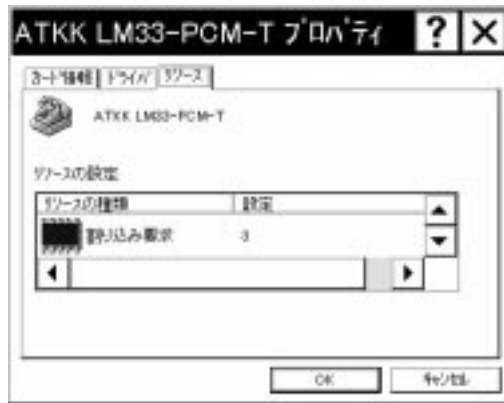 ATKK LM33-PCM-T プロパティ ? ×
カード情報 ドライバ リソース
ATKK LM33-PCM-T
リソースの設定
リソースの種類 設定
割り込み要求 3
OK キャンセル